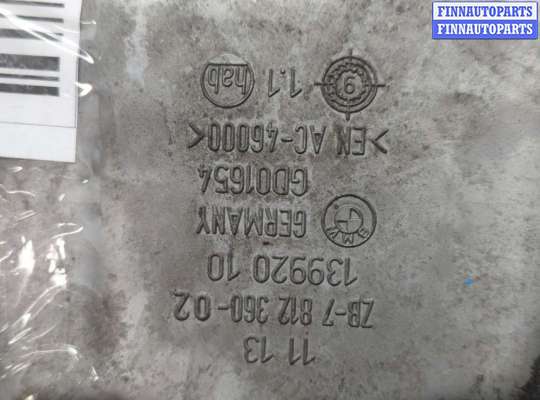 FINNAUTOPARTS
FINNAUTOPARTS
11 13
ZB-7 812 360-02
139920 10
BMW GERMANY
GD01654
>EN AC-46000<
1.1 hab